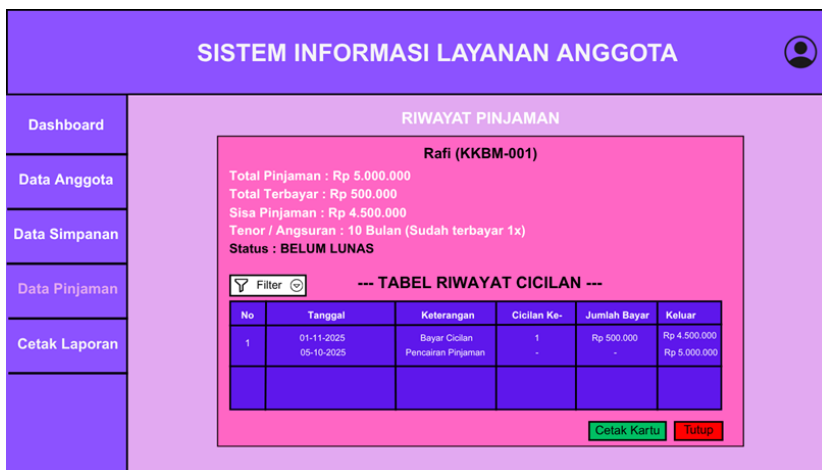 SISTEM INFORMASI LAYANAN ANGGOTA
Dashboard
Data Anggota
Data Simpanan
Data Pinjaman
Cetak Laporan
RIWAYAT PINJAMAN
Rafi (KKBM-001)
Total Pinjaman : Rp 5.000.000
Total Terbayar : Rp 500.000
Sisa Pinjaman : Rp 4.500.000
Tenor / Angsuran : 10 Bulan (Sudah terbayar 1x)
Status : BELUM LUNAS
Filter
--- TABEL RIWAYAT CICILAN ---
No Tanggal Keterangan Cicilan Ke- Jumlah Bayar Keluar
1 01-11-2025 Bayar Cicilan 1 Rp 500.000 Rp 4.500.000
05-10-2025 Pencairan Pinjaman - - Rp 5.000.000
Cetak Kartu Tutup